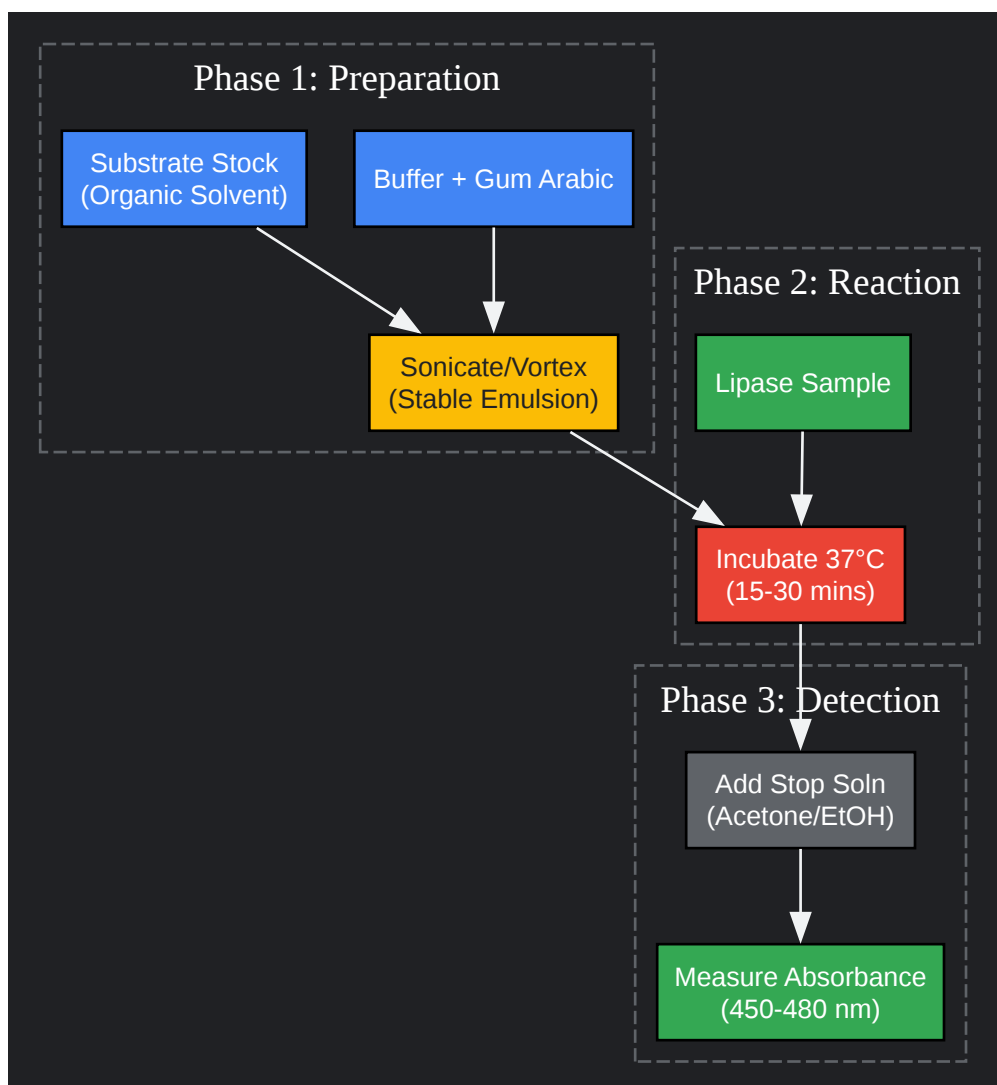 Phase 1: Preparation
Substrate Stock
(Organic Solvent)
Buffer + Gum Arabic
Sonicate/Vortex
(Stable Emulsion)
Phase 2: Reaction
Lipase Sample
Incubate 37°C
(15-30 mins)
Phase 3: Detection
Add Stop Soln
(Acetone/EtOH)
Measure Absorbance
(450-480 nm)